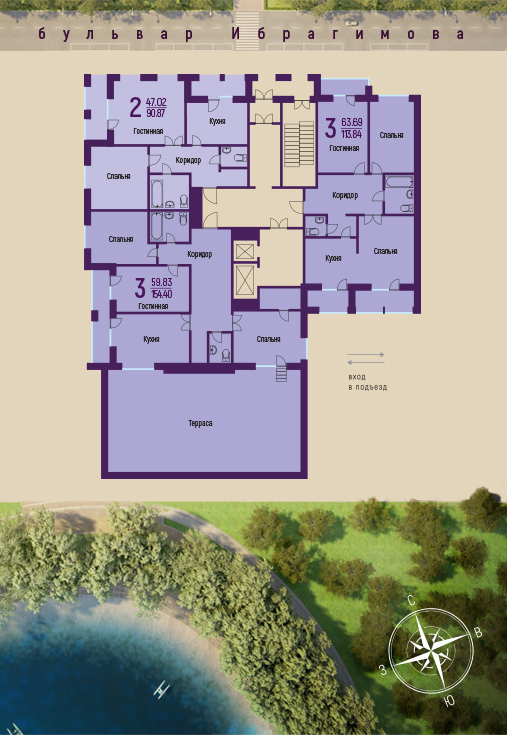 бульвар Ибрагимова
2 47.02
90.87
Гостинная
Кухня
3 63.69
113.84
Гостинная
Спальня
Коридор
Спальня
Коридор
Спальня
Коридор
Кухня
Спальня
3 59.83
154.40
Гостинная
Кухня
Спальня
вход
в подъезд
Терраса
С
В
З
Ю